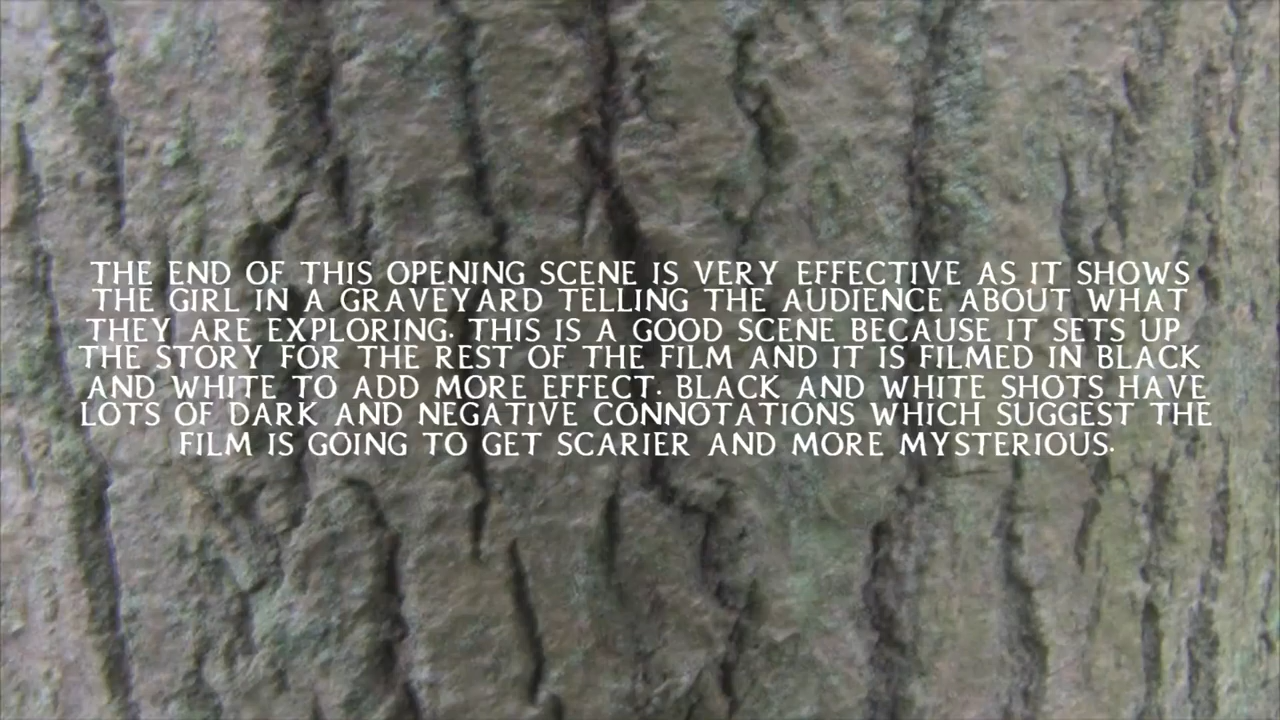 THE END OF THIS OPENING SCENE IS VERY EFFECTIVE AS IT SHOWS
THE GIRL IN A GRAVEYARD TELLING THE AUDIENCE ABOUT WHAT
THEY ARE EXPLORING. THIS IS A GOOD SCENE BECAUSE IT SETS UP
THE STORY FOR THE REST OF THE FILM AND IT IS FILMED IN BLACK
AND WHITE TO ADD MORE EFFECT. BLACK AND WHITE SHOTS HAVE
LOTS OF DARK AND NEGATIVE CONNOTATIONS WHICH SUGGEST THE
FILM IS GOING TO GET SCARIER AND MORE MYSTERIOUS.